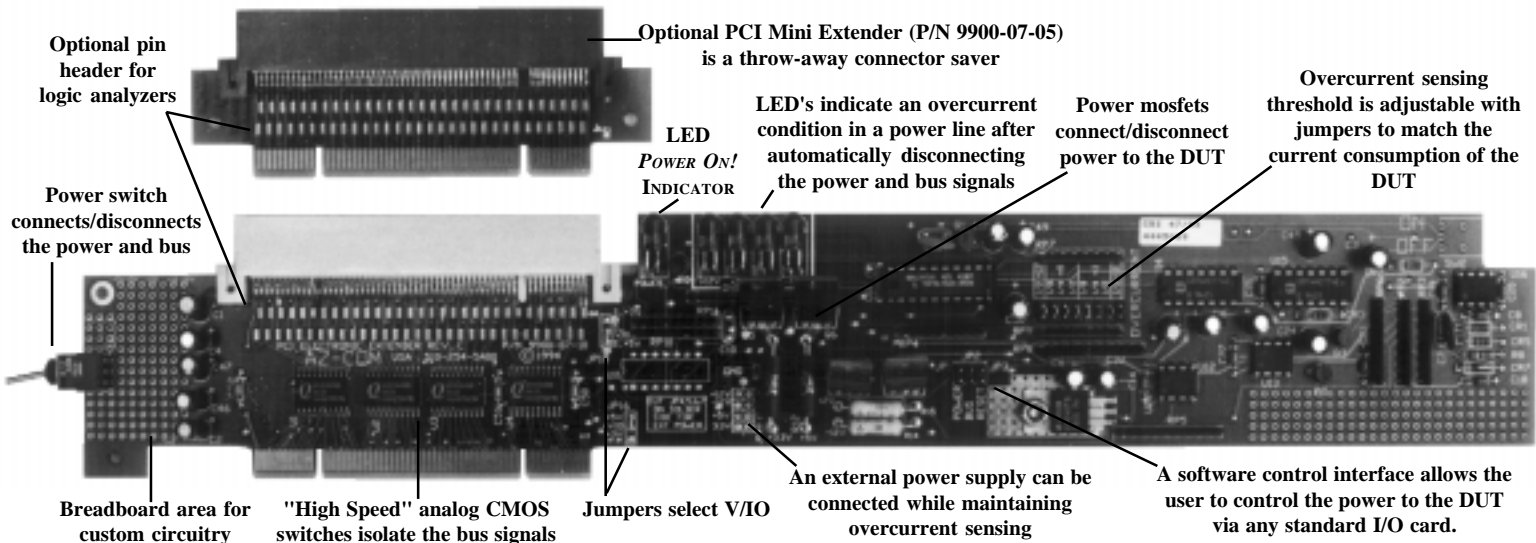 Optional pin
header for
logic analyzers
Optional PCI Mini Extender (P/N 9900-07-05)
is a throw-away connector saver
LED
POWER ON!
INDICATOR
LED's indicate an overcurrent
condition in a power line after
automatically disconnecting
the power and bus signals
Power mosfets
connect/disconnect
power to the DUT
Overcurrent sensing
threshold is adjustable with
jumpers to match the
current consumption of the
DUT
Power switch
connects/disconnects
the power and bus
Breadboard area for
custom circuitry
"High Speed" analog CMOS
switches isolate the bus signals
Jumpers select V/IO
An external power supply can be
connected while maintaining
overcurrent sensing
A software control interface allows the
user to control the power to the DUT
via any standard I/O card.
USA
POWER